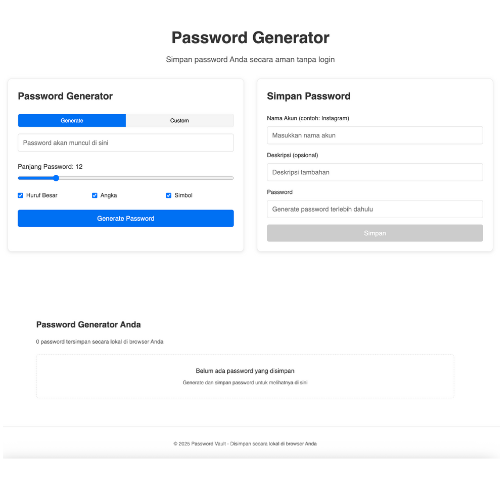 Password Generator
Simpan password Anda secara aman tanpa login
Password Generator
Generate
Custom
Password akan muncul di sini
Panjang Password: 12
Huruf Besar
Angka
Simbol
Generate Password
Simpan Password
Nama Akun (contoh: Instagram)
Masukkan nama akun
Deskripsi (opsional)
Deskripsi tambahan
Password
Generate password terlebih dahulu
Simpan
Password Generator Anda
0 password tersimpan secara lokal di browser Anda
Belum ada password yang disimpan
Generate dan simpan password untuk melihatnya di sini
© 2025 Password Vault - Disimpan secara lokal di browser Anda